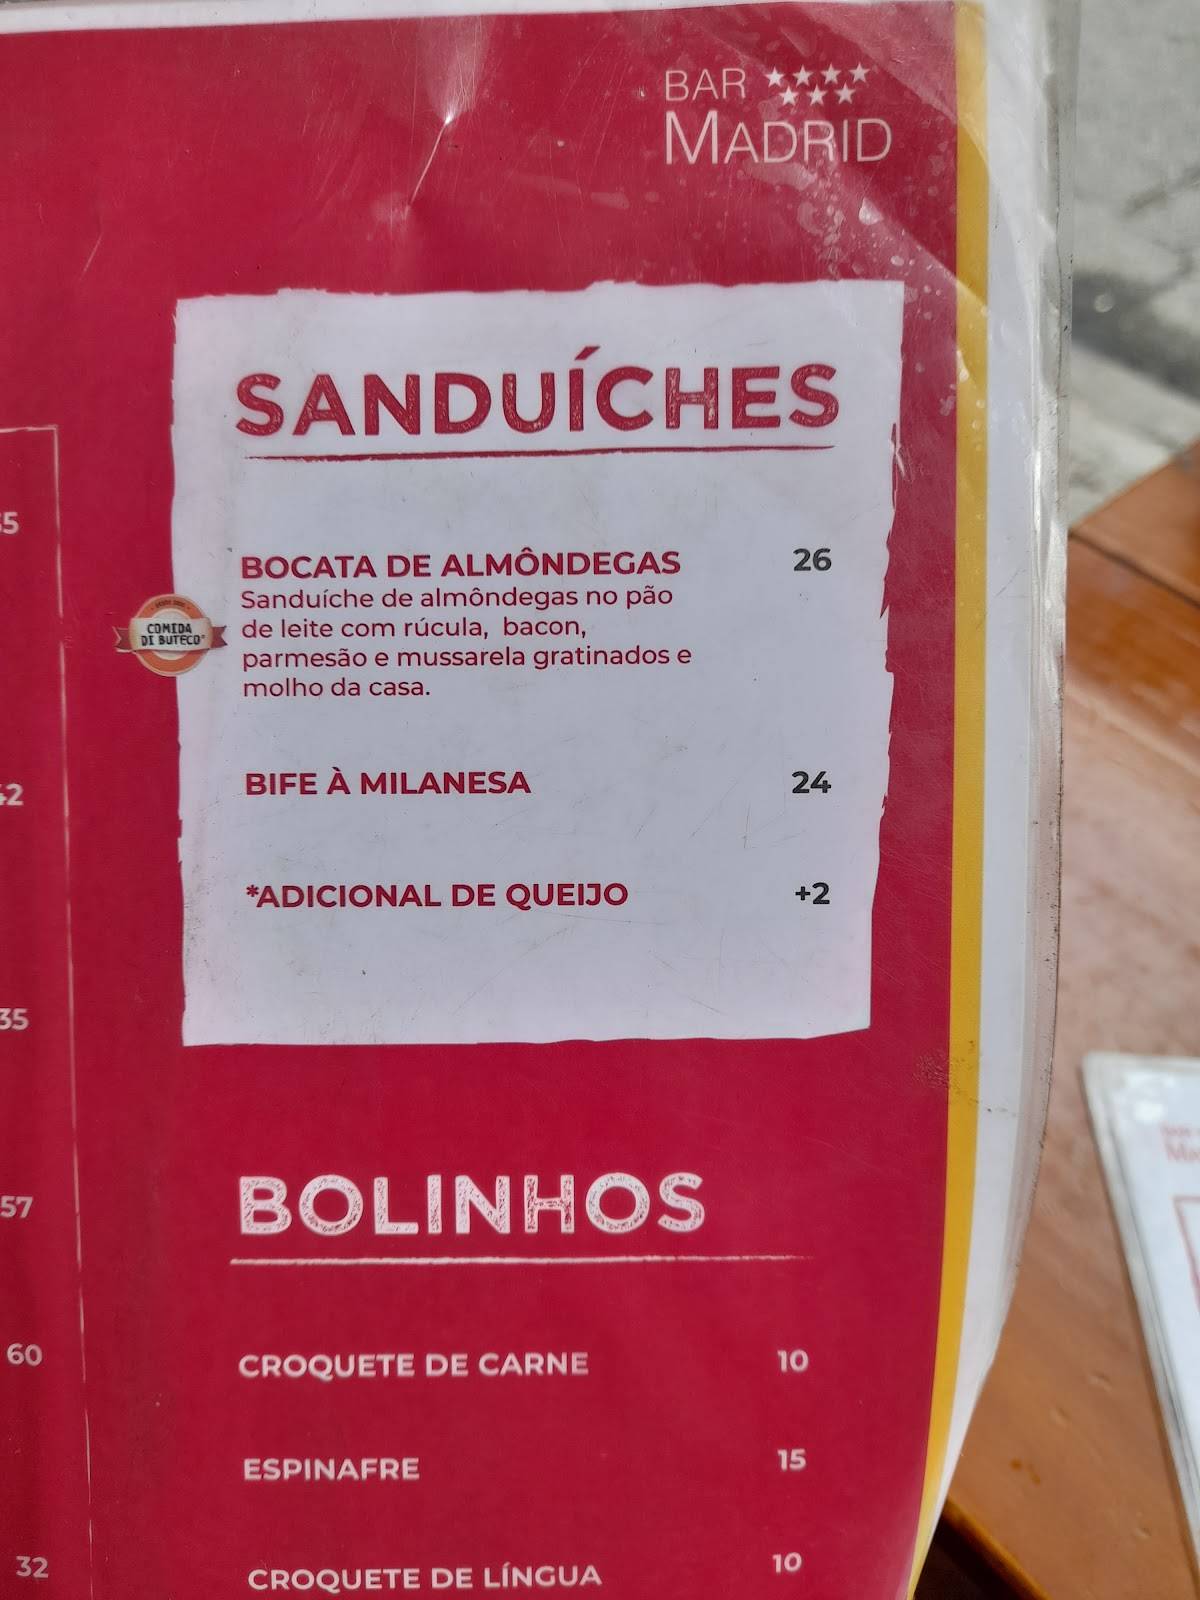 BAR
MADRID
SANDUÍCHES
BOCATA DE ALMÔNDEGAS 26
Sanduíche de almôndegas no pão
de leite com rúcula, bacon,
parmesão e mussarela gratinados e
molho da casa.
COMIDA
DI BUTECO
BIFE À MILANESA 24
*ADICIONAL DE QUEIJO +2
BOLINHOS
CROQUETE DE CARNE 10
ESPINAFRE 15
CROQUETE DE LÍNGUA 10
35
57
60
32